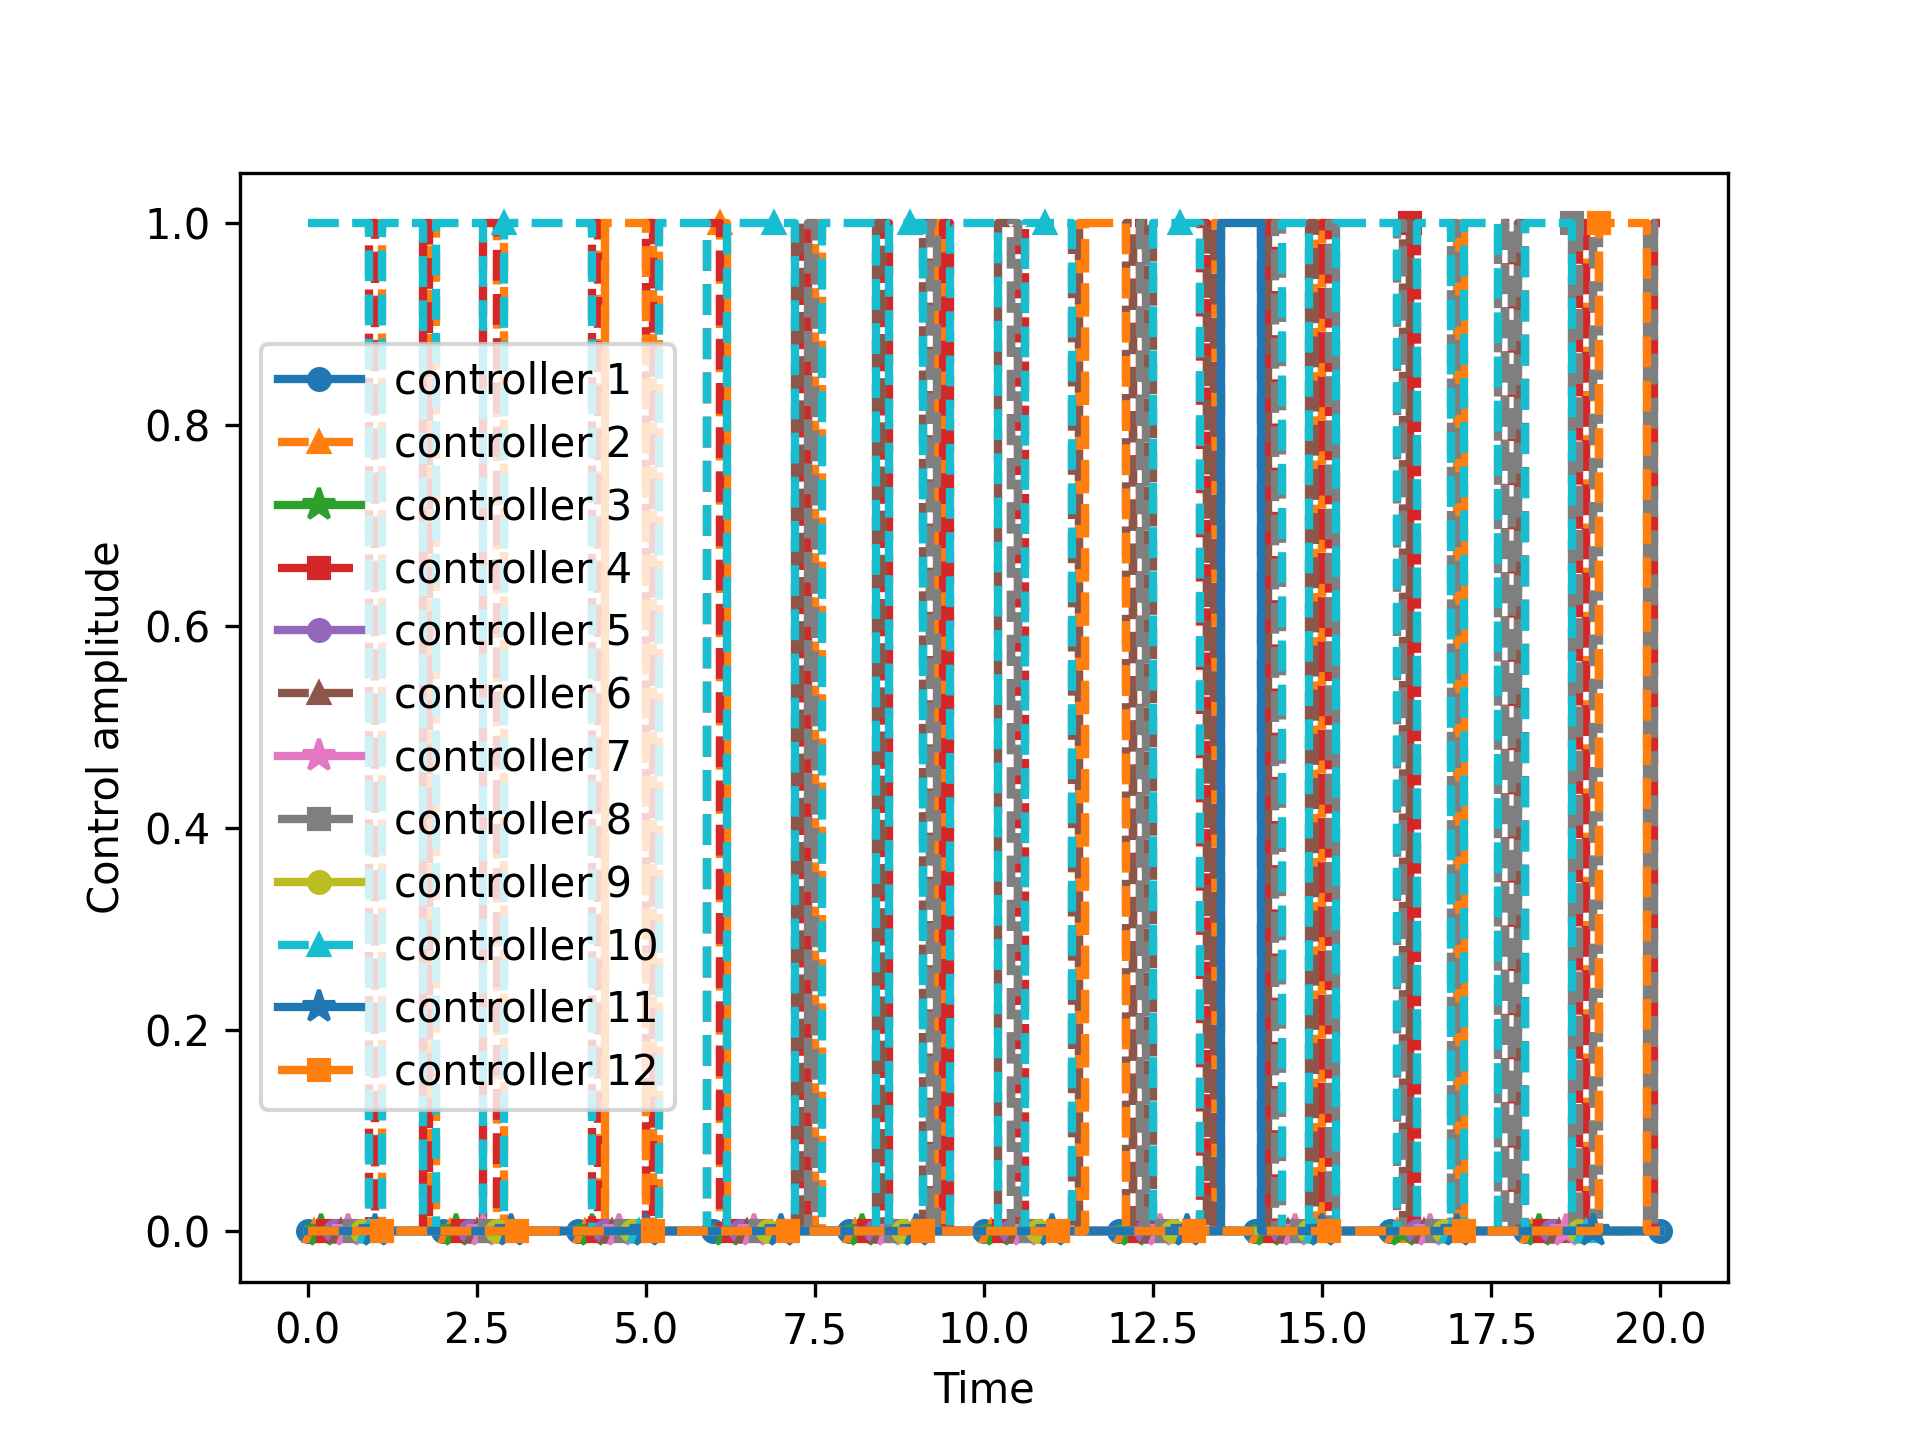 1.0
0.8
0.6
0.4
0.2
0.0
Control amplitude
controller 1
controller 2
controller 3
controller 4
controller 5
controller 6
controller 7
controller 8
controller 9
controller 10
controller 11
controller 12
0.0 2.5 5.0 7.5 10.0 12.5 15.0 17.5 20.0
Time